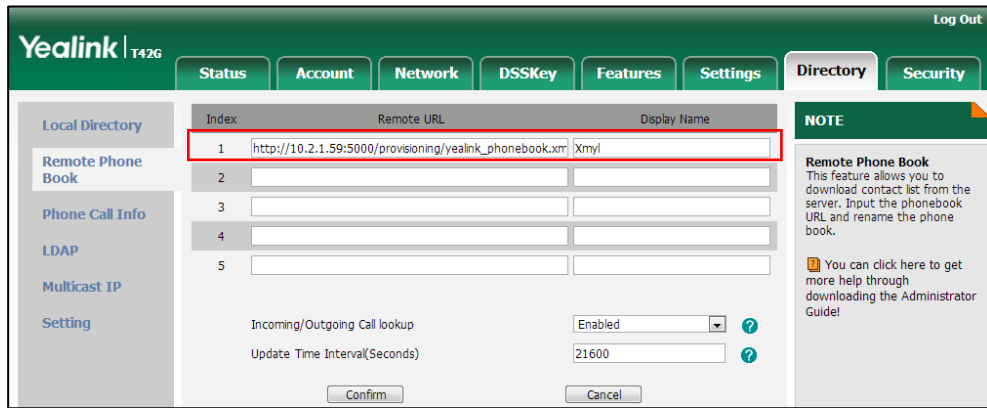 Log Out
Yealink T42G
Status Account Network DSSKey Features Settings Directory Security
Local Directory
Remote Phone
Book
Phone Call Info
LDAP
Multicast IP
Setting
Index Remote URL Display Name
1 http://10.2.1.59:5000/provisioning/yealink_phonebook.xm Xmyl
2
3
4
5
Incoming/Outgoing Call lookup Enabled ?
Update Time Interval(Seconds) 21600 ?
Confirm Cancel
NOTE
Remote Phone Book
This feature allows you to
download contact list from the
server. Input the phonebook
URL and rename the phone
book.
? You can click here to get
more help through
downloading the Administrator
Guide!